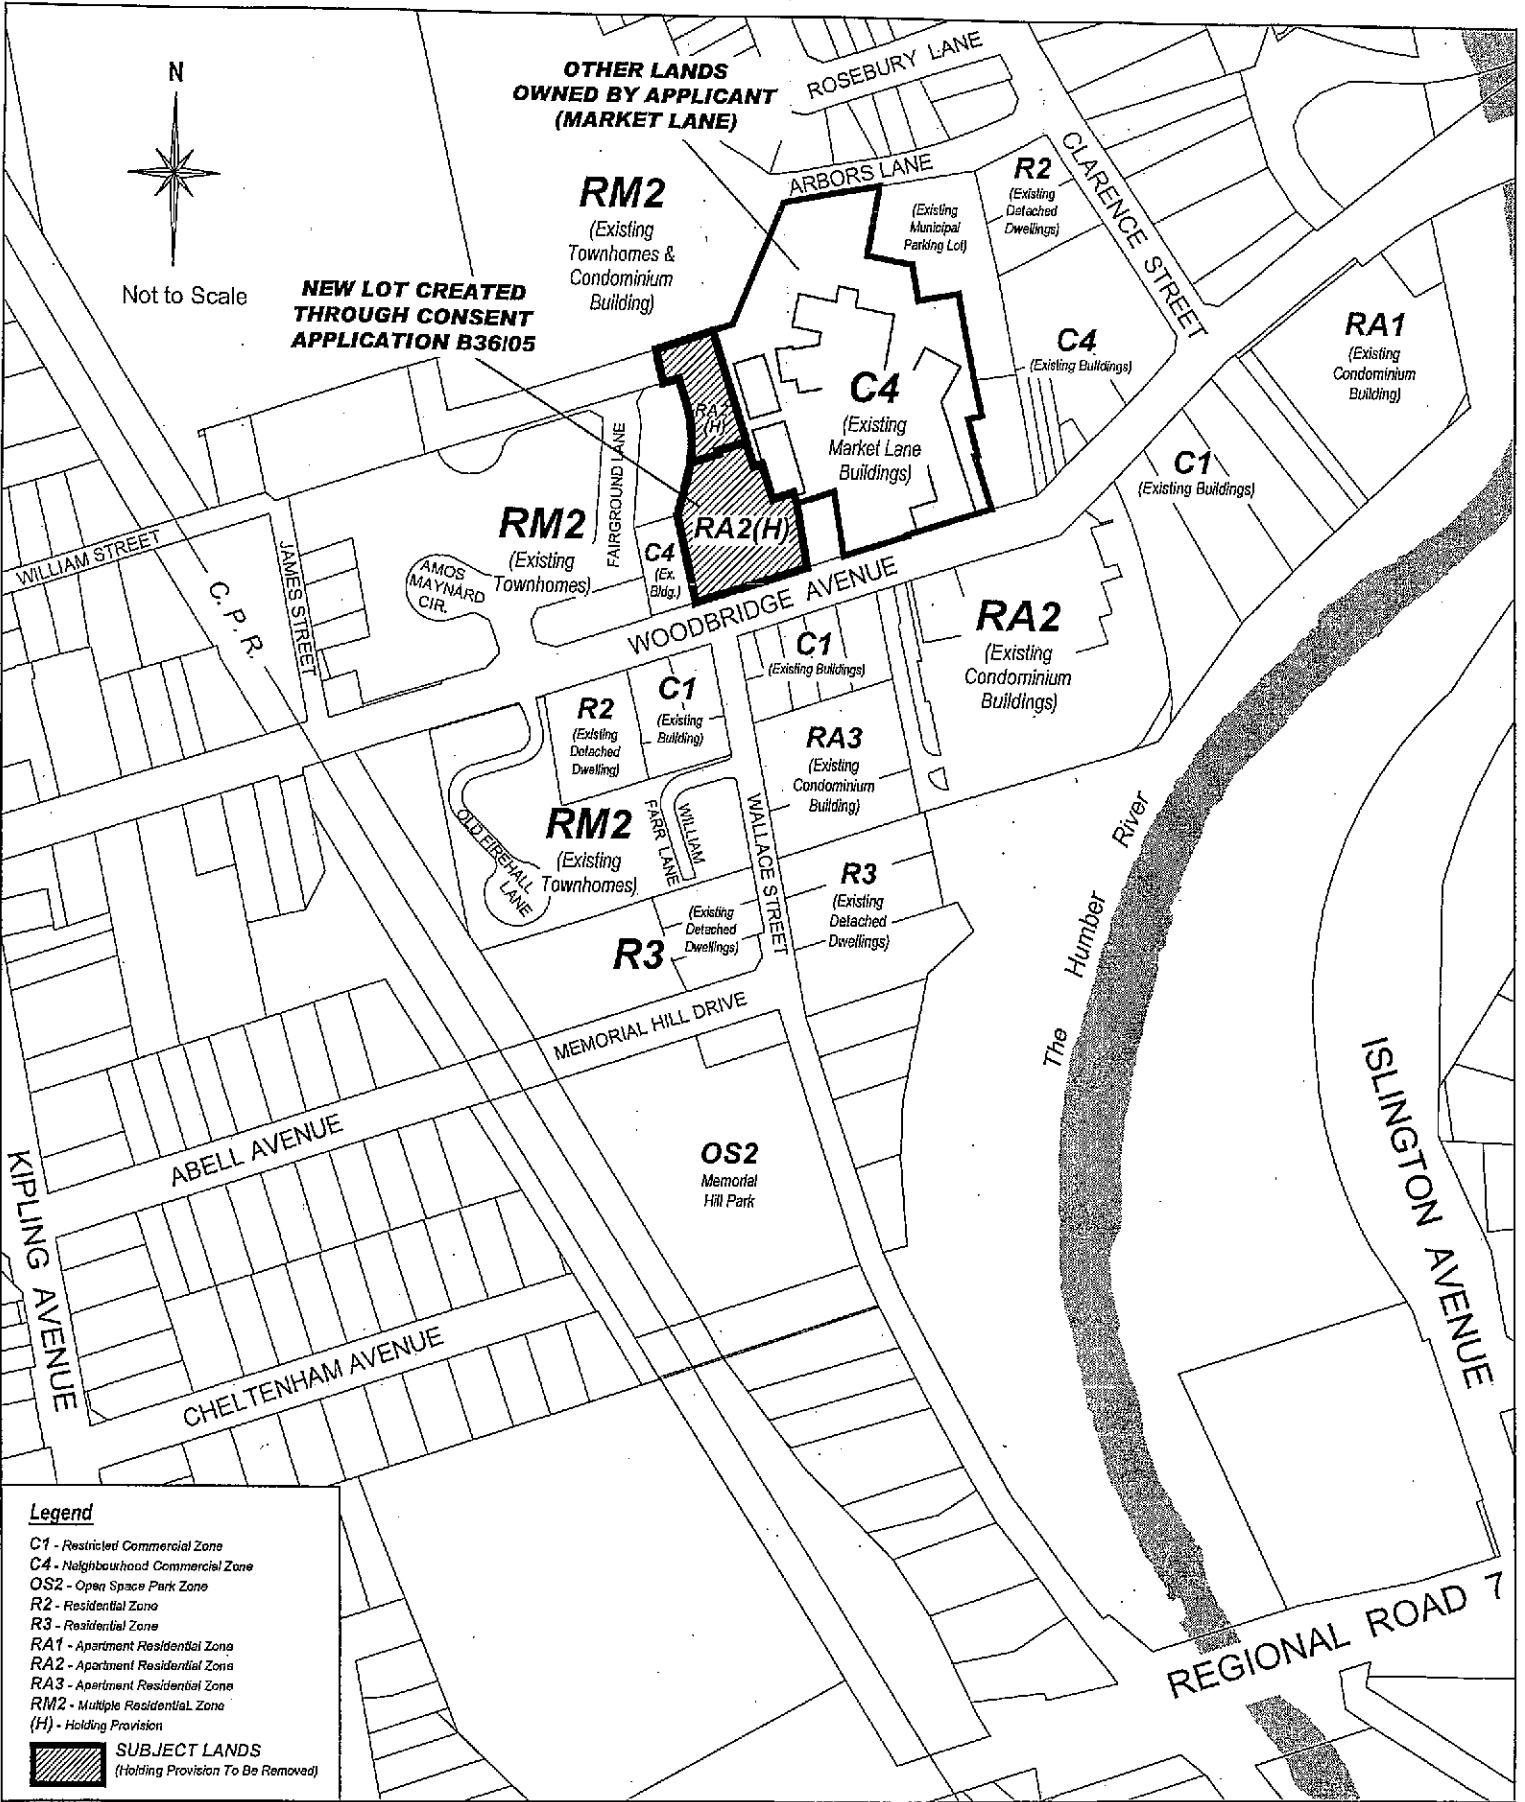 N
Not to Scale
OTHER LANDS
OWNED BY APPLICANT
(MARKET LANE)
ROSEBURY LANE
ARBORS LANE
CLARENCE STREET
RM2
(Existing
Townhomes &
Condominium
Building)
NEW LOT CREATED
THROUGH CONSENT
APPLICATION B36/05
(Existing
Municipal
Parking Lot)
R2
(Existing
Detached
Dwellings)
C4
(Existing Buildings)
RA1
(Existing
Condominium
Building)
C4
(Existing
Market Lane
Buildings)
RA2
(H)
RA2(H)
C1
(Existing Buildings)
FAIRGROUND LANE
RM2
(Existing
Townhomes)
C4
(Ex.
Bldg.)
WILLIAM STREET
JAMES STREET
AMOS
MAYNARD
CIR.
C. P. R.
WOODBRIDGE AVENUE
C1
(Existing Buildings)
RA2
(Existing
Condominium
Buildings)
R2
(Existing
Detached
Dwelling)
C1
(Existing
Building)
RA3
(Existing
Condominium
Building)
OLD FIREHALL
LANE
RM2
(Existing
Townhomes)
WILLIAM
FARR LANE
WALLACE STREET
R3
(Existing
Detached
Dwellings)
R3
(Existing
Detached
Dwellings)
MEMORIAL HILL DRIVE
The Humber River
ISLINGTON AVENUE
ABELL AVENUE
OS2
Memorial
Hill Park
KIPLING AVENUE
CHELTENHAM AVENUE
REGIONAL ROAD 7
Legend
C1 - Restricted Commercial Zone
C4 - Neighbourhood Commercial Zone
OS2 - Open Space Park Zone
R2 - Residential Zone
R3 - Residential Zone
RA1 - Apartment Residential Zone
RA2 - Apartment Residential Zone
RA3 - Apartment Residential Zone
RM2 - Multiple Residential Zone
(H) - Holding Provision
SUBJECT LANDS
(Holding Provision To Be Removed)